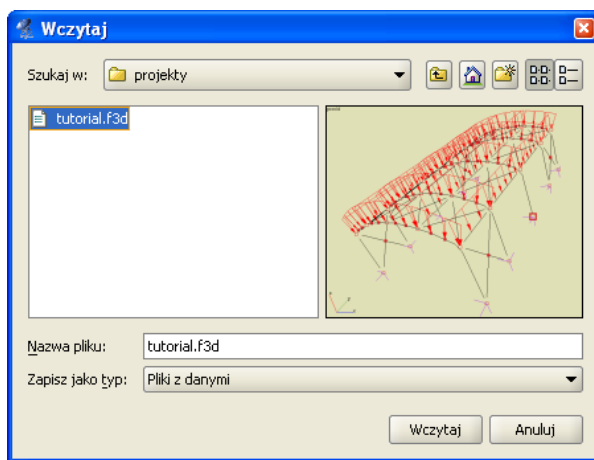 Wczytaj
Szukaj w: projekty
tutorial.f3d
Nazwa pliku: tutorial.f3d
Zapisz jako typ: Pliki z danymi
Wczytaj Anuluj